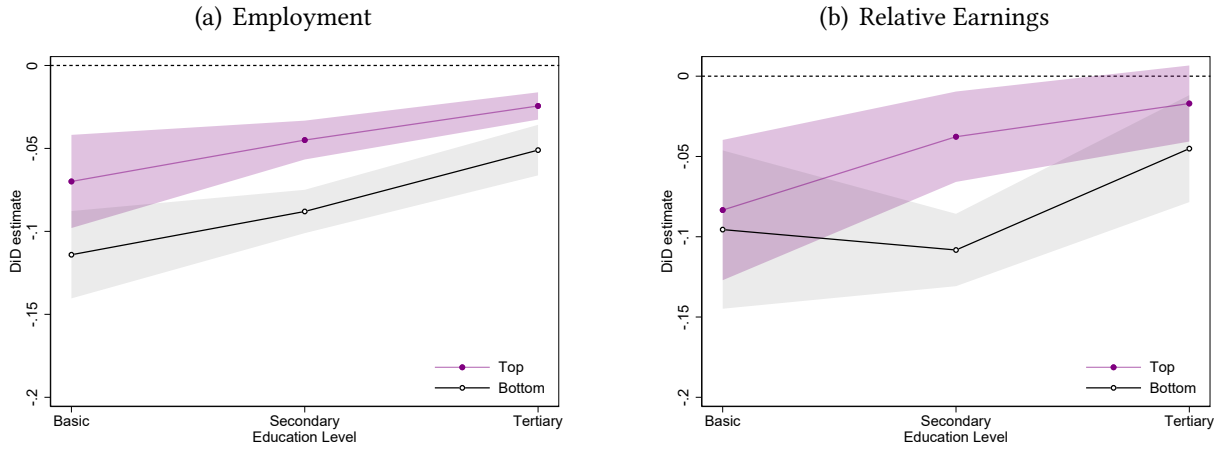 (a) Employment
0
-.05
-.1
-.15
-.2
DiD estimate
Basic
Secondary
Tertiary
Education Level
Top
Bottom
(b) Relative Earnings
0
-.05
-.1
-.15
-.2
DiD estimate
Basic
Secondary
Tertiary
Education Level
Top
Bottom